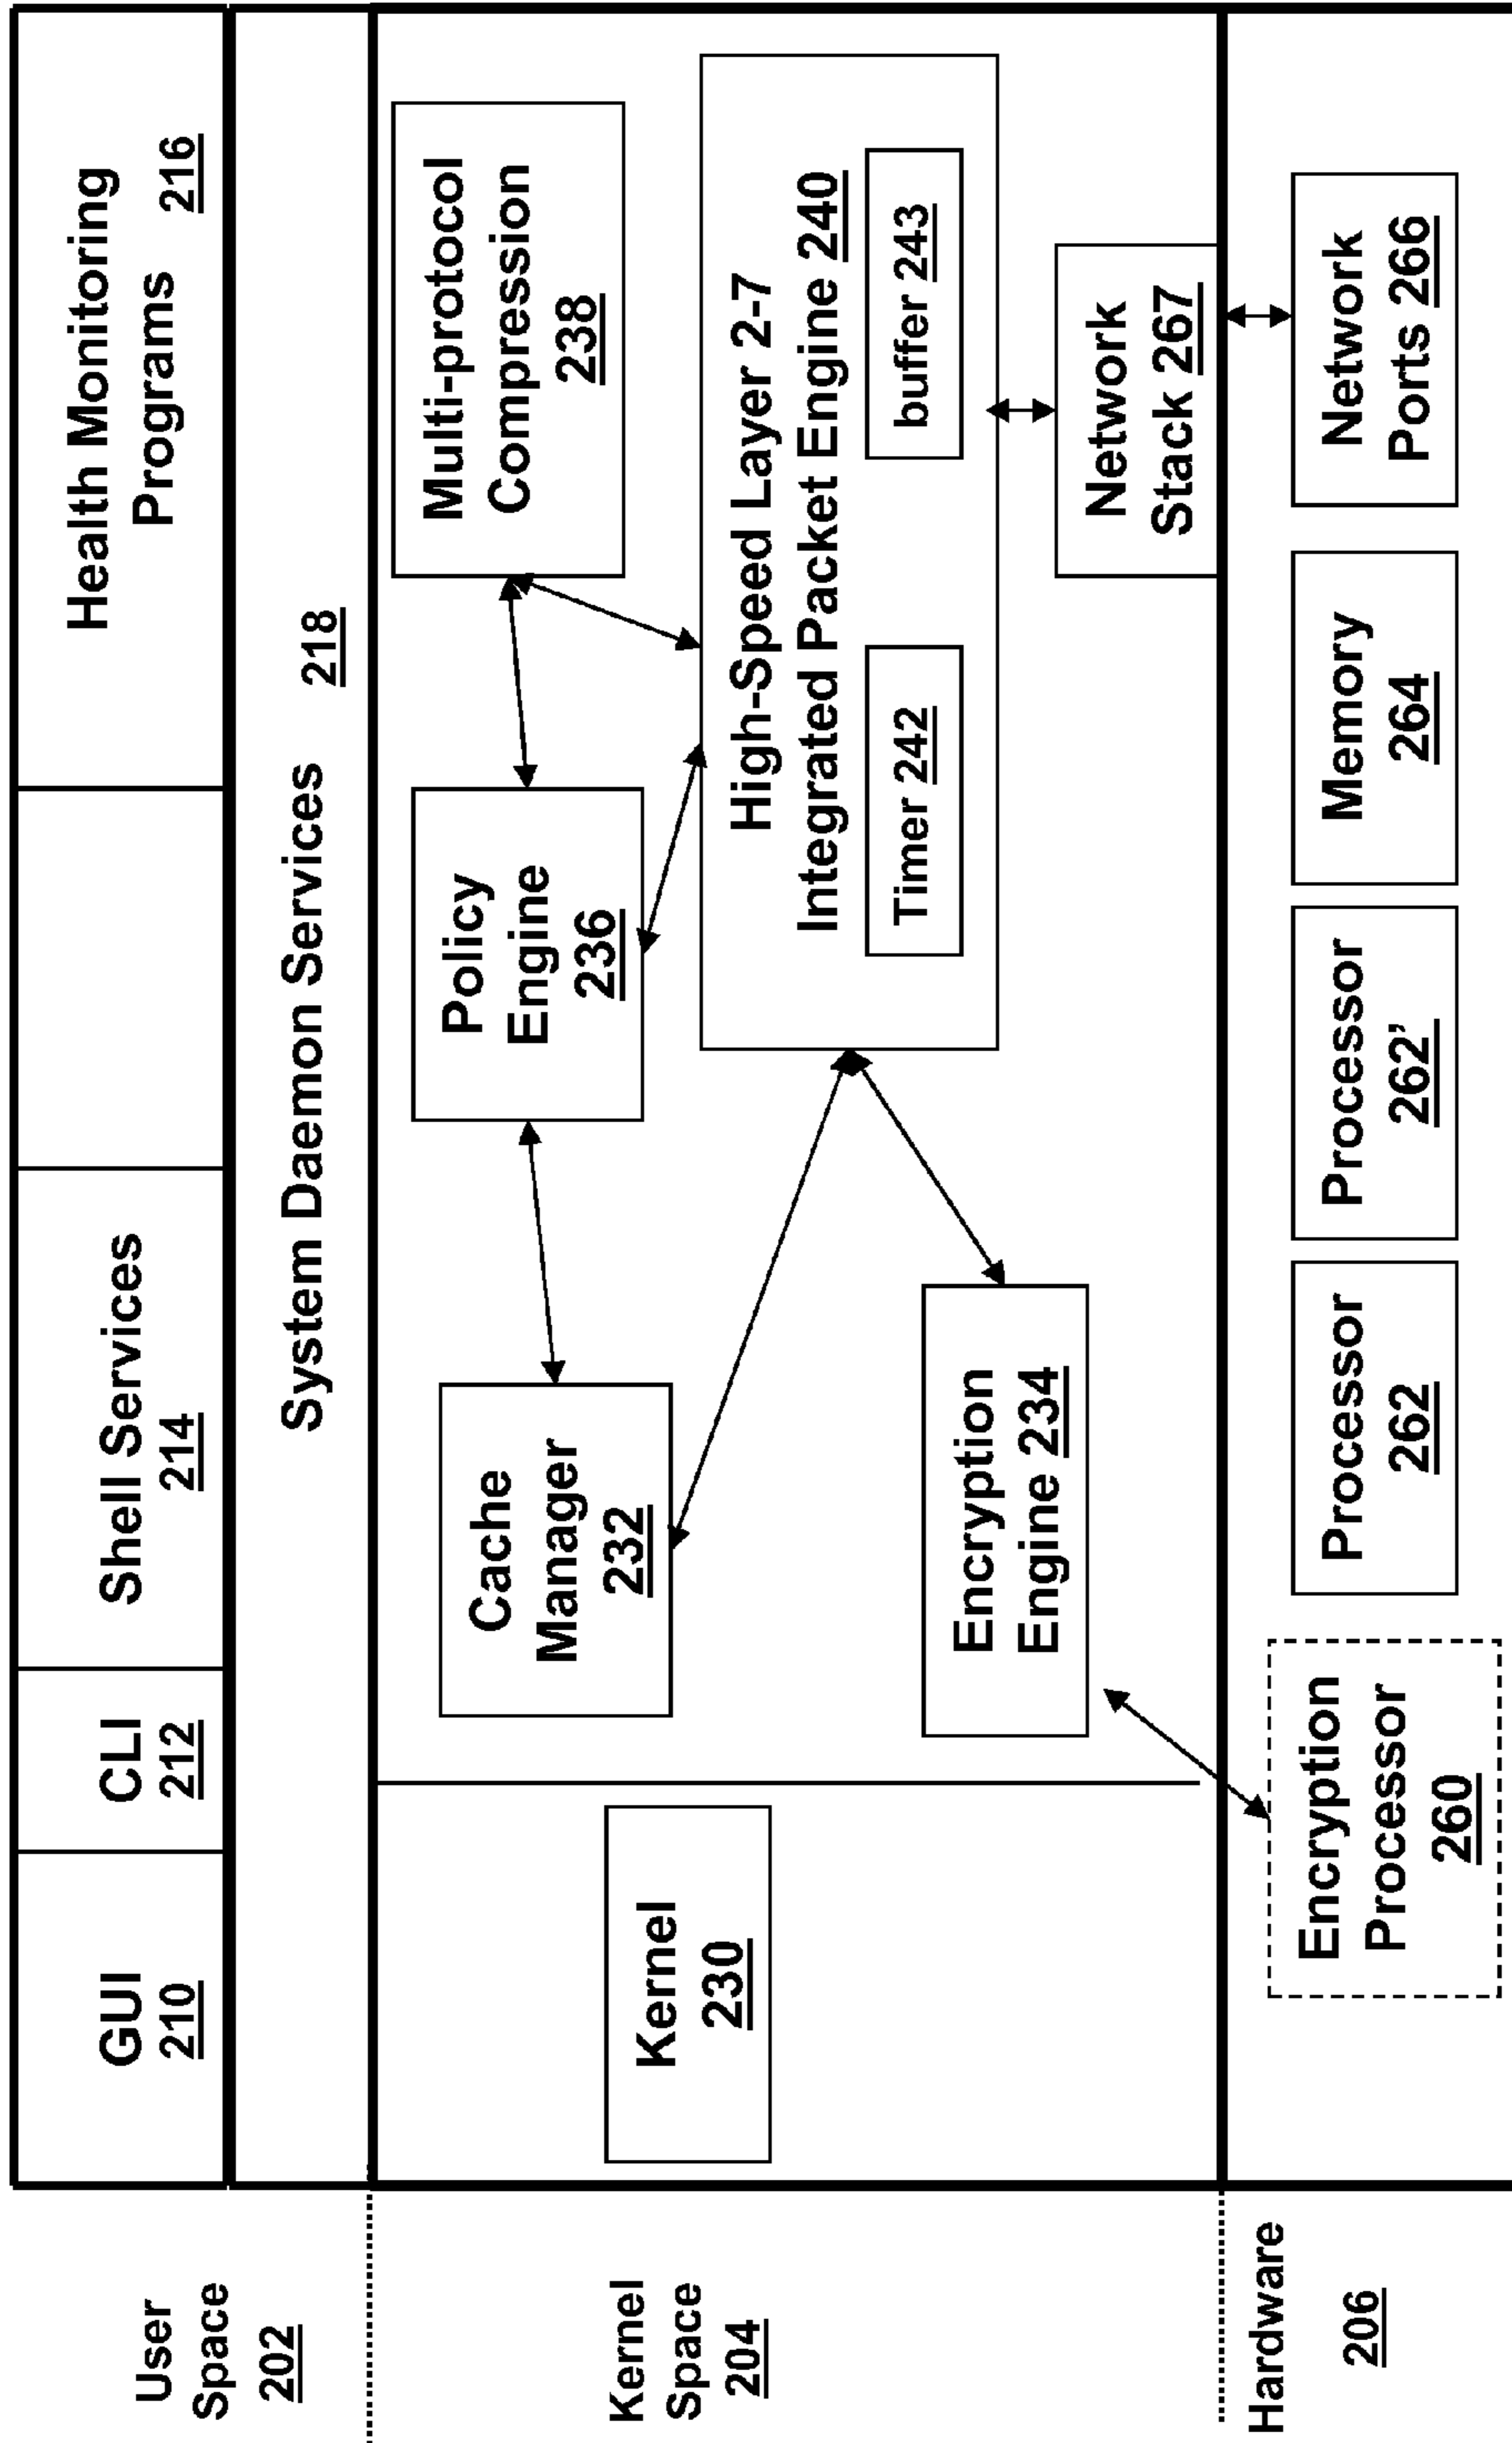 User
Space
202
GUI
210
CLI
212
Shell Services
214
Health Monitoring
Programs 216
System Daemon Services 218
Kernel
Space
204
Kernel
230
Cache
Manager
232
Policy
Engine
236
Multi-protocol
Compression
238
High-Speed Layer 2-7
Integrated Packet Engine 240
Timer 242
buffer 243
Encryption
Engine 234
Network
Stack 267
Hardware
206
Encryption
Processor
260
Processor
262
Processor
262’
Memory
264
Network
Ports 266